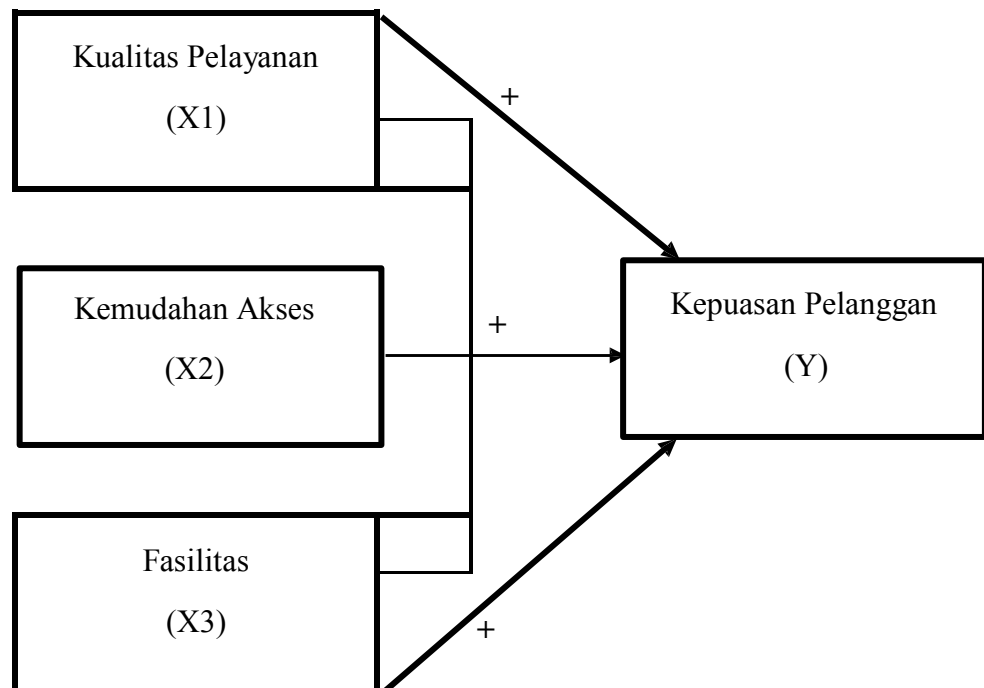 Kualitas Pelayanan
(X1)
+
Kemudahan Akses
(X2)
+
Kepuasan Pelanggan
(Y)
Fasilitas
(X3)
+